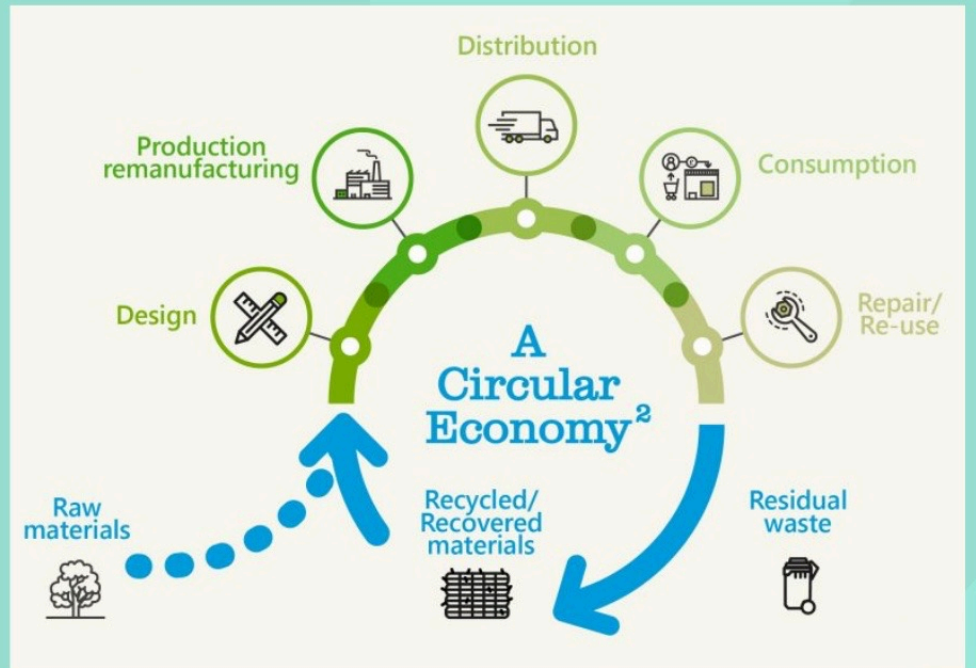 Distribution
Production
remanufacturing
Consumption
Design
Repair/
Re-use
A
Circular
Economy²
Raw
materials
Recycled/
Recovered
materials
Residual
waste